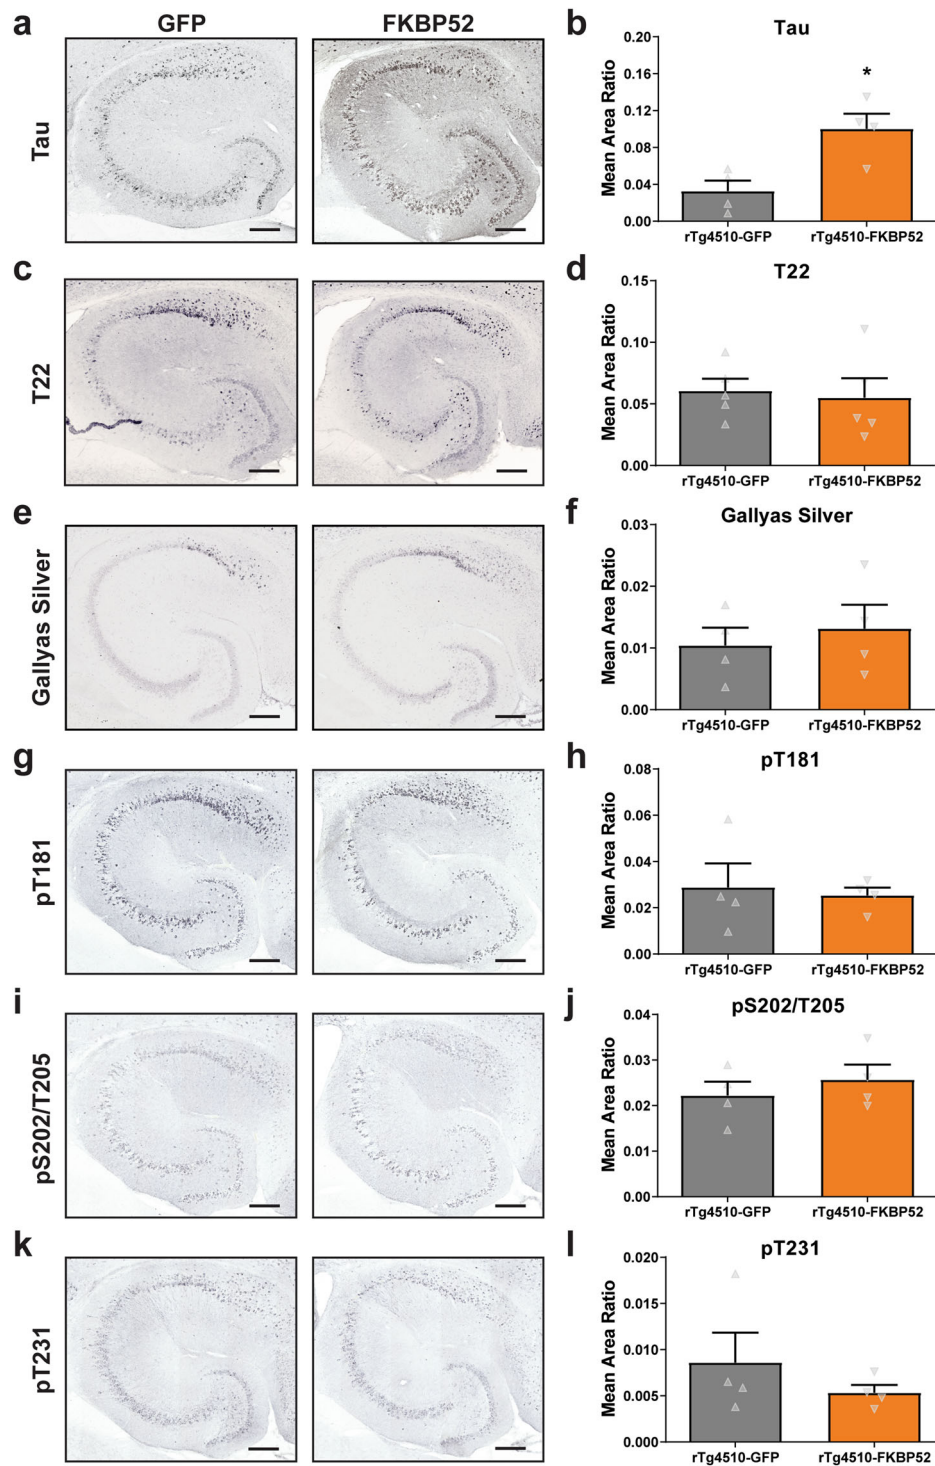 a
GFP
FKBP52
Tau
b
Tau
Mean Area Ratio
0.20
0.16
0.12
0.08
0.04
0.00
*
rTg4510-GFP
rTg4510-FKBP52
c
T22
d
T22
Mean Area Ratio
0.15
0.10
0.05
0.00
rTg4510-GFP
rTg4510-FKBP52
e
Gallyas Silver
f
Gallyas Silver
Mean Area Ratio
0.03
0.02
0.01
0.00
rTg4510-GFP
rTg4510-FKBP52
g
pT181
h
pT181
Mean Area Ratio
0.08
0.06
0.04
0.02
0.00
rTg4510-GFP
rTg4510-FKBP52
i
pS202/T205
j
pS202/T205
Mean Area Ratio
0.04
0.03
0.02
0.01
0.00
rTg4510-GFP
rTg4510-FKBP52
k
pT231
l
pT231
Mean Area Ratio
0.020
0.015
0.010
0.005
0.000
rTg4510-GFP
rTg4510-FKBP52